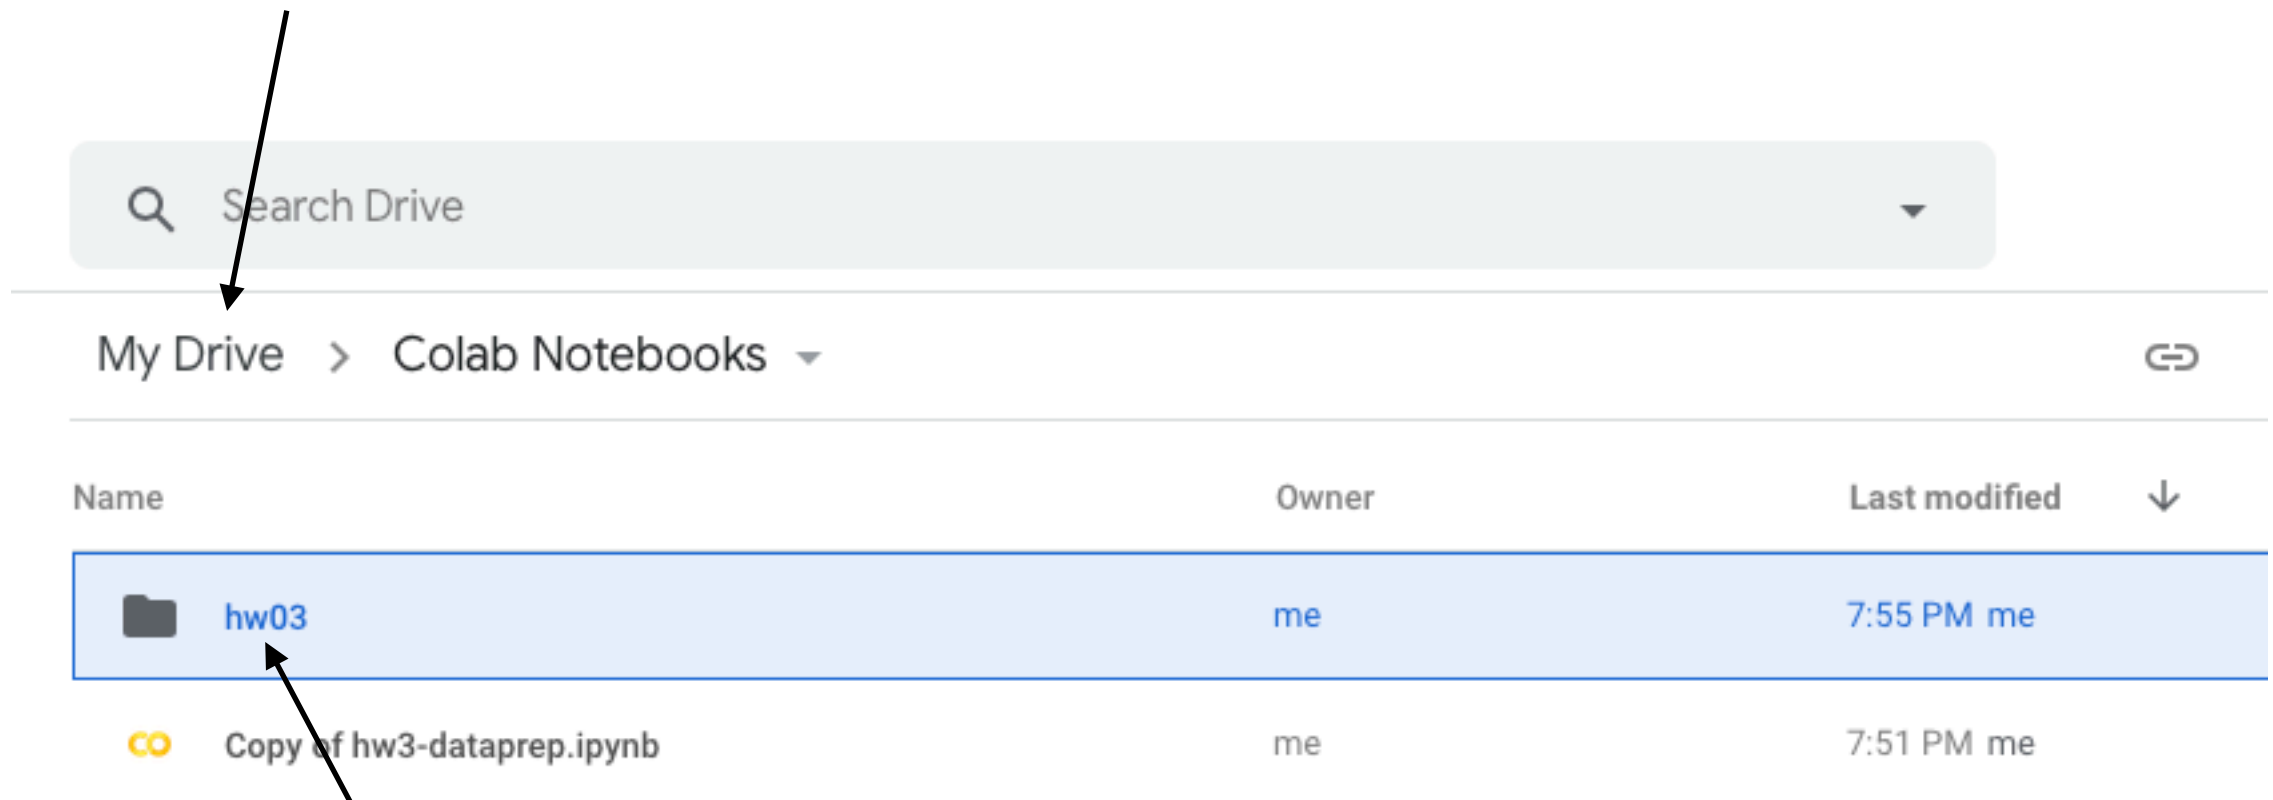 Search Drive
My Drive > Colab Notebooks
Name Owner Last modified
hw03 me 7:55 PM me
Copy of hw3-dataprep.ipynb me 7:51 PM me